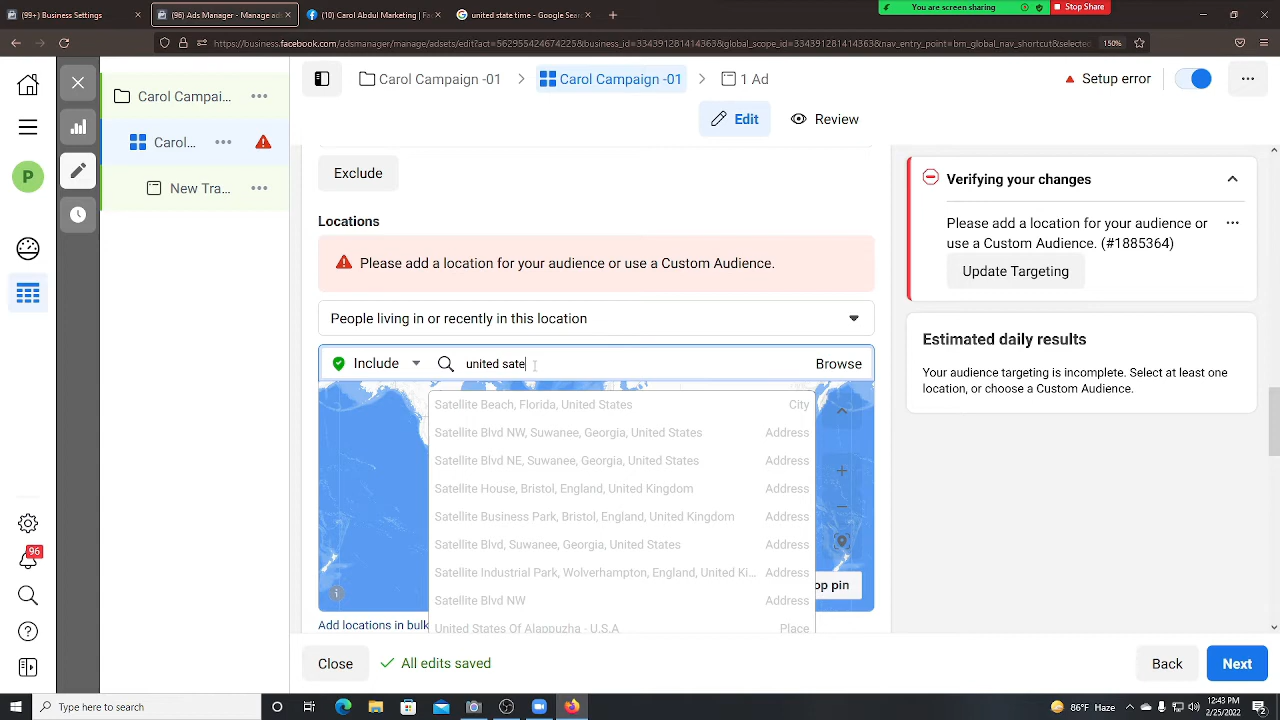 (99+) Business Setting
(96) Ads Manager - Manage ad
(96) Carol Manning | Fac
time in alongside - Google Sea
You are screen sharing
Stop Share
150%
Carol Campaign -01
Carol Campaign -01
1 Ad
Setup error
Edit
Review
Carol Campai...
Carol...
New Tra...
P
96
Exclude
Locations
Please add a location for your audience or use a Custom Audience.
People living in or recently in this location
Include
united sate
Browse
Satellite Beach, Florida, United States City
Satellite Blvd NW, Suwanee, Georgia, United States Address
Satellite Blvd NE, Suwanee, Georgia, United States Address
Satellite House, Bristol, England, United Kingdom Address
Satellite Business Park, Bristol, England, United Kingdom Address
Satellite Blvd, Suwanee, Georgia, United States Address
Satellite Industrial Park, Wolverhampton, England, United Ki... Address
Satellite Blvd NW Address
United States Of Alappuzha - U.S.A Place
op pin
Add locations in bulk
Verifying your changes
Please add a location for your audience or
use a Custom Audience. (#1885364)
Update Targeting
Estimated daily results
Your audience targeting is incomplete. Select at least one
location, or choose a Custom Audience.
Close
All edits saved
Back
Next
Type here to search
86°F Haze
12:43 PM
2/25/2022